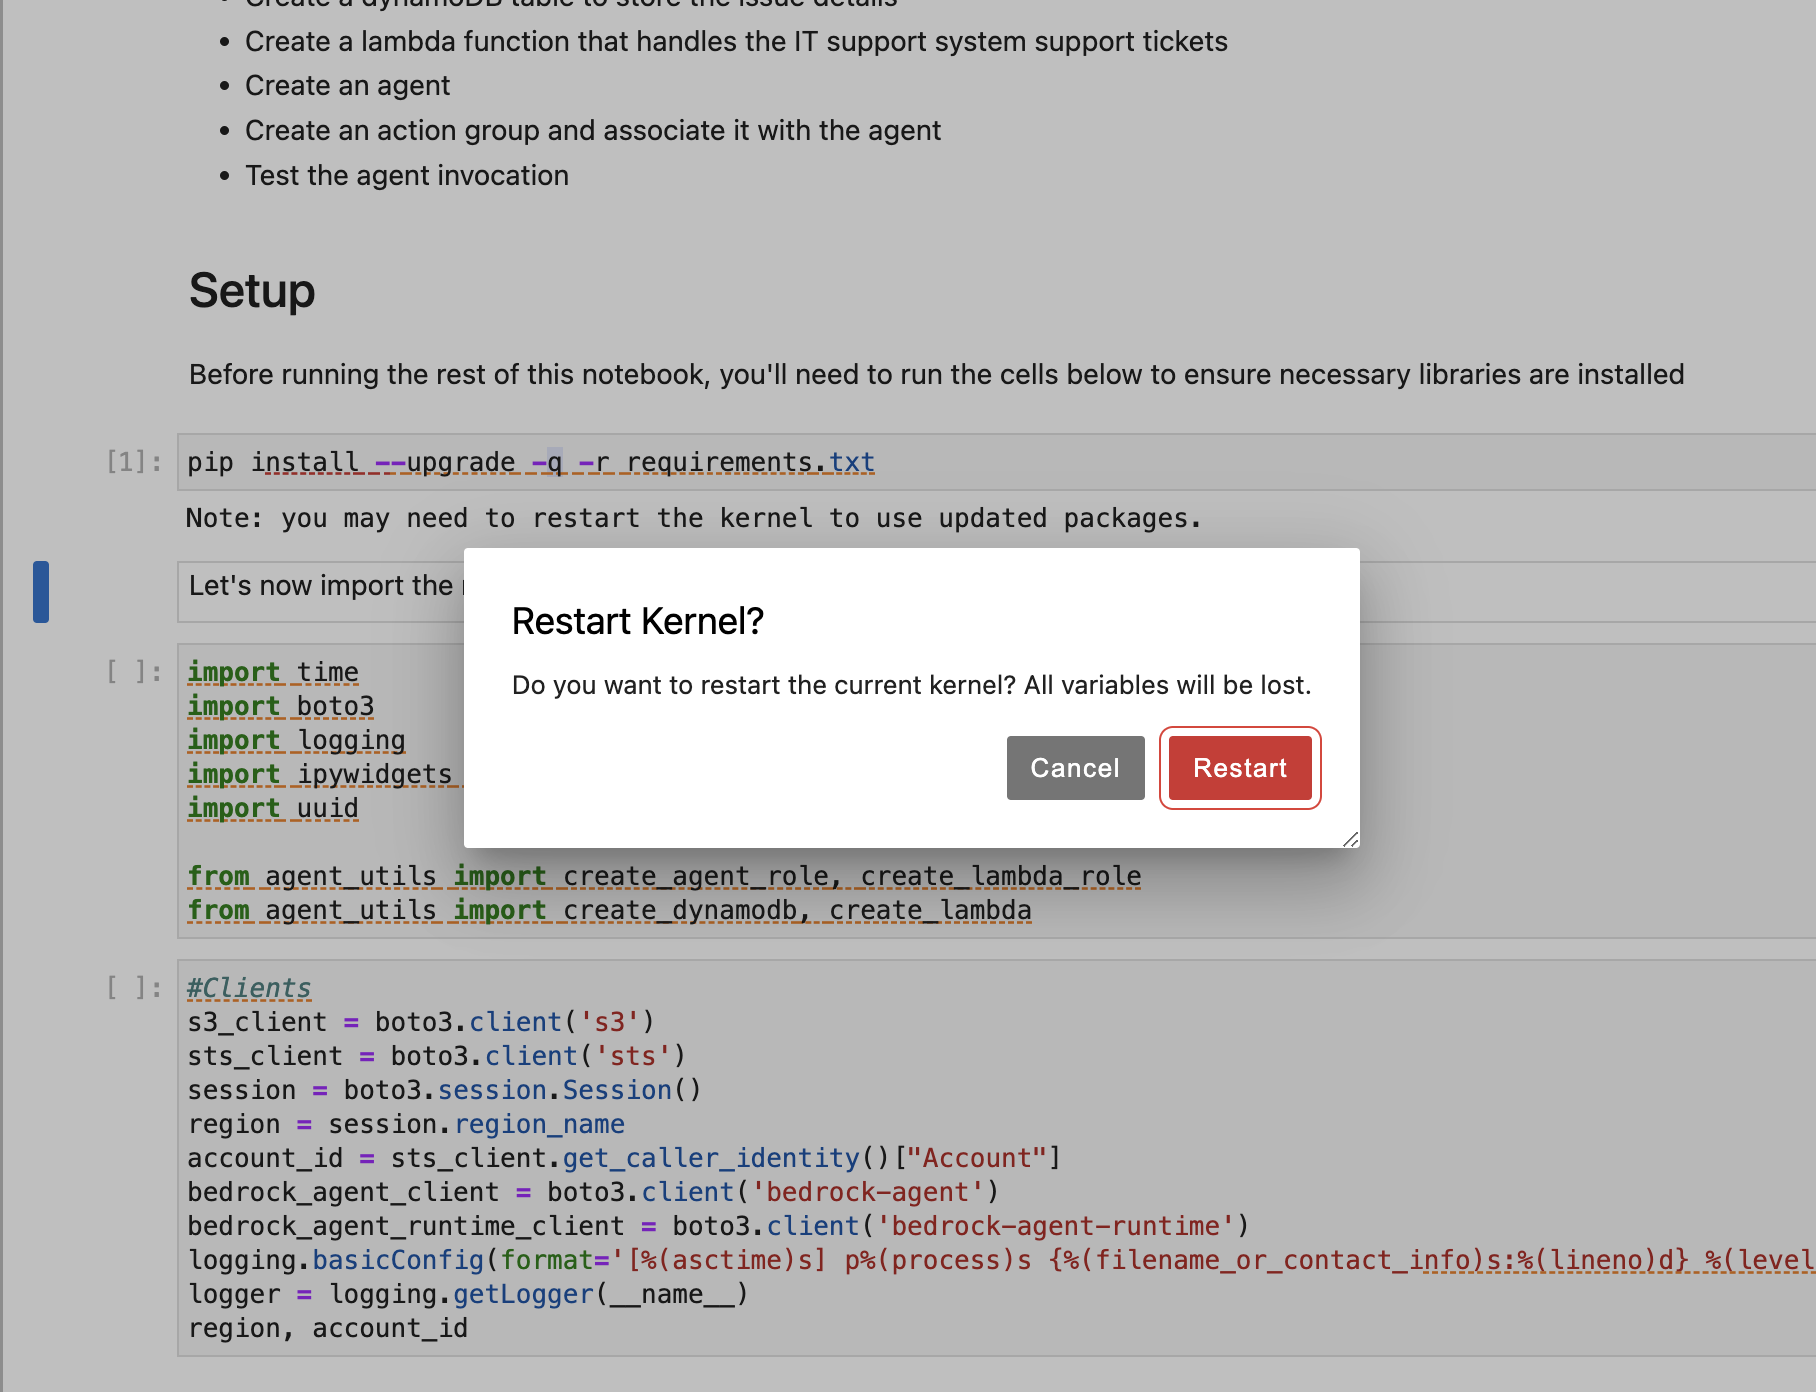 Create a dynamoDB table to store the issue details
• Create a lambda function that handles the IT support system support tickets
• Create an agent
• Create an action group and associate it with the agent
• Test the agent invocation
Setup
Before running the rest of this notebook, you'll need to run the cells below to ensure necessary libraries are installed
[1]: pip install --upgrade -q -r requirements.txt
Note: you may need to restart the kernel to use updated packages.
Let's now import the
Restart Kernel?
Do you want to restart the current kernel? All variables will be lost.
Cancel Restart
[ ]: import time
import boto3
import logging
import ipywidgets
import uuid
from agent_utils import create_agent_role, create_lambda_role
from agent_utils import create_dynamodb, create_lambda
[ ]: #Clients
s3_client = boto3.client('s3')
sts_client = boto3.client('sts')
session = boto3.session.Session()
region = session.region_name
account_id = sts_client.get_caller_identity()["Account"]
bedrock_agent_client = boto3.client('bedrock-agent')
bedrock_agent_runtime_client = boto3.client('bedrock-agent-runtime')
logging.basicConfig(format='[%(asctime)s] p%(process)s {%(filename_or_contact_info)s:%(lineno)d} %(level
logger = logging.getLogger(__name__)
region, account_id